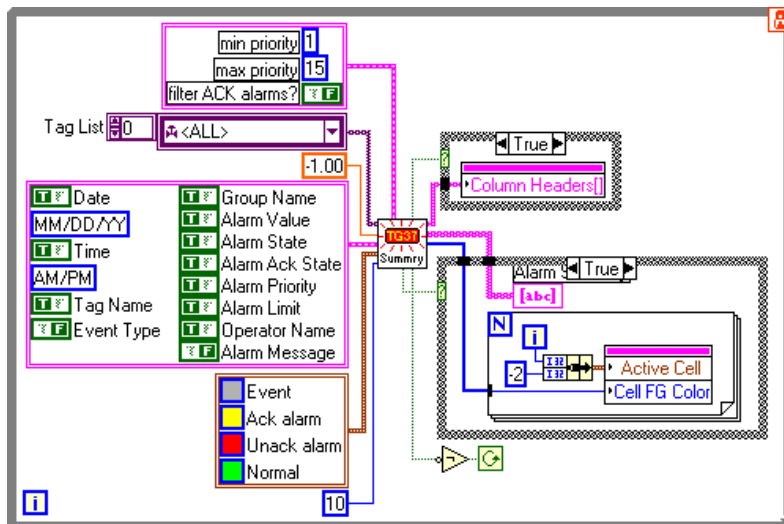 min priority 1
max priority 15
filter ACK alarms? F
Tag List 0 <ALL>
True
-1.00
Column Headers[]
T Date
MM/DD/YY
T Time
AM/PM
T Tag Name
F Event Type
T Group Name
T Alarm Value
T Alarm State
T Alarm Ack State
T Alarm Priority
T Alarm Limit
T Operator Name
F Alarm Message
TG37
Summry
?
Alarm
True
[abc]
?
N
i
I32
I32
-2
Active Cell
Cell FG Color
Event
Ack alarm
Unack alarm
Normal
i
10